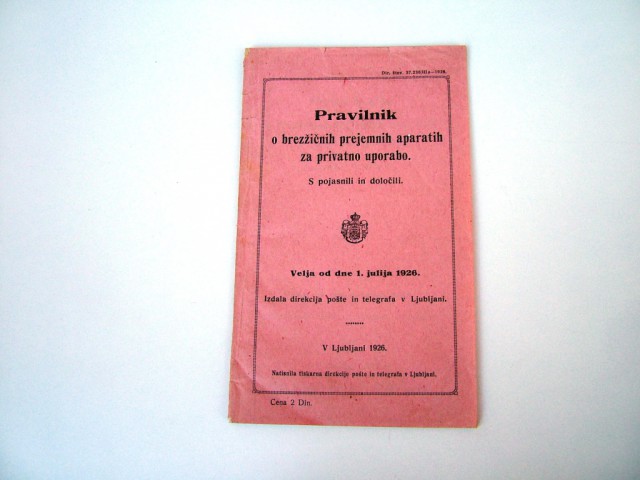 Pravilnik
o brezžičnih prejemnih aparatih
za privatno uporabo.
S pojasnili in določili.
Velja od dne 1. julija 1926.
Izdala direkcija pošte in telegrafa v Ljubljani.
V Ljubljani 1926.
Natisnila tiskarna direkcije pošte in telegrafa v Ljubljani.
Cena 2 Din.